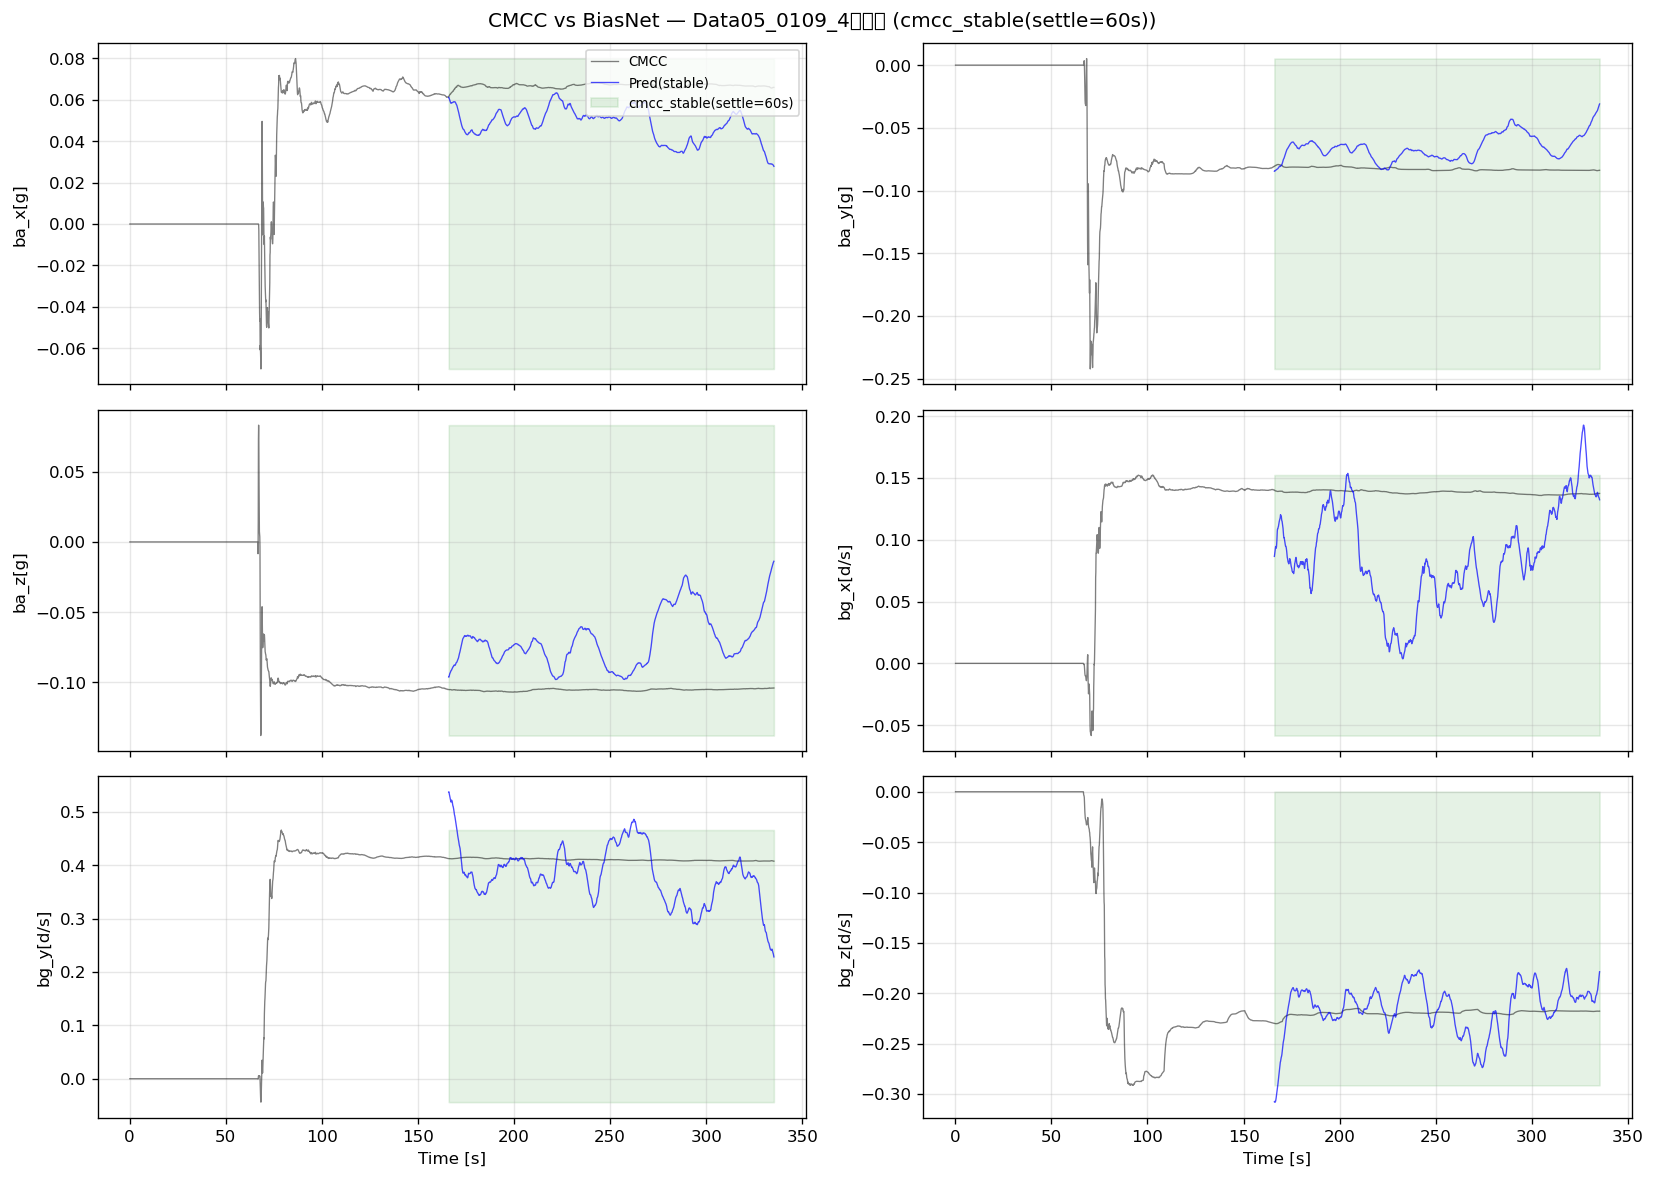 CMCC vs BiasNet — Data05_0109_4□□□ (cmcc_stable(settle=60s))
CMCC
Pred(stable)
cmcc_stable(settle=60s)
0.08
0.06
0.04
0.02
0.00
−0.02
−0.04
−0.06
ba_x[g]
0.00
−0.05
−0.10
−0.15
−0.20
−0.25
ba_y[g]
0.05
0.00
−0.05
−0.10
ba_z[g]
0.20
0.15
0.10
0.05
0.00
−0.05
bg_x[d/s]
0.5
0.4
0.3
0.2
0.1
0.0
bg_y[d/s]
0 50 100 150 200 250 300 350
Time [s]
0.00
−0.05
−0.10
−0.15
−0.20
−0.25
−0.30
bg_z[d/s]
0 50 100 150 200 250 300 350
Time [s]